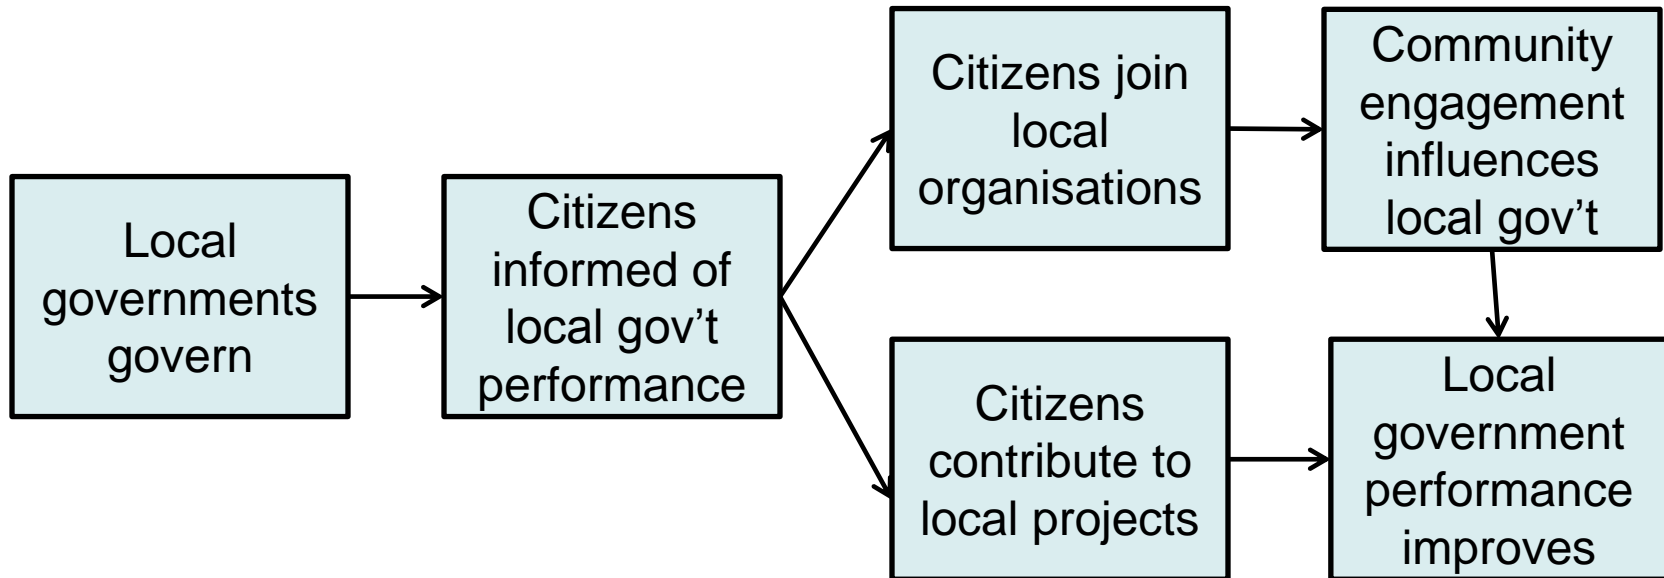 Local
governments
govern
Citizens
informed of
local gov’t
performance
Citizens join
local
organisations
Community
engagement
influences
local gov’t
Citizens
contribute to
local projects
Local
government
performance
improves